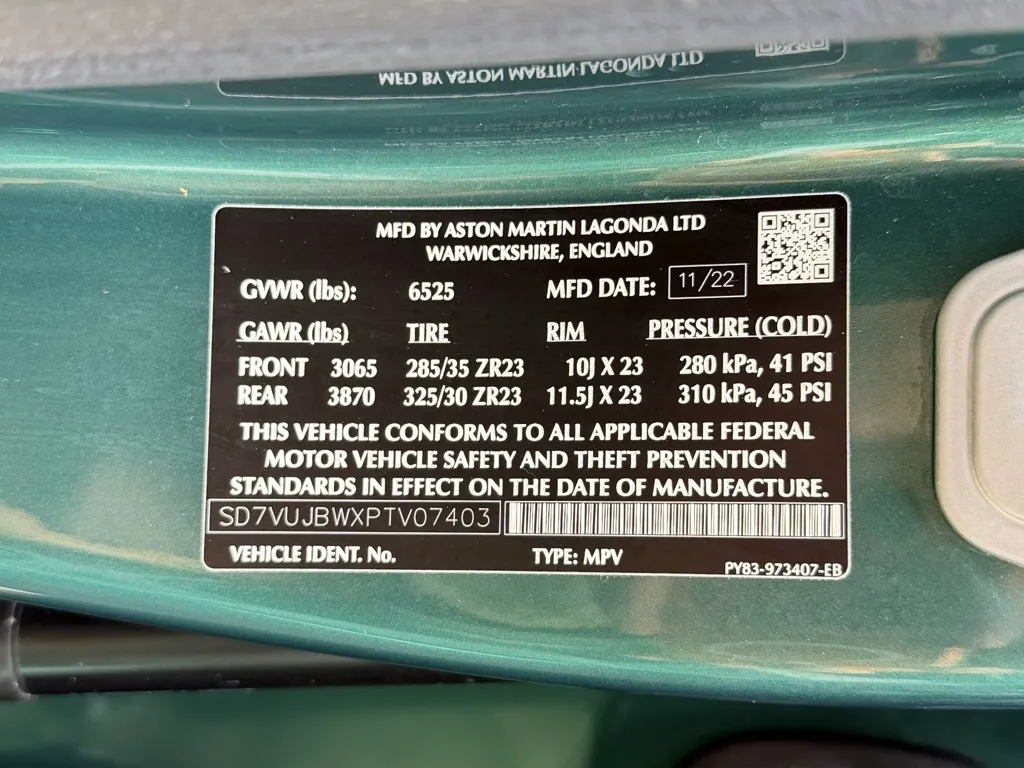 MFD BY ASTON MARTIN LAGONDA LTD
MFD BY ASTON MARTIN LAGONDA LTD
WARWICKSHIRE, ENGLAND
GVWR (lbs): 6525 MFD DATE: 11/22
GAWR (lbs) TIRE RIM PRESSURE (COLD)
FRONT 3065 285/35 ZR23 10J X 23 280 kPa, 41 PSI
REAR 3870 325/30 ZR23 11.5J X 23 310 kPa, 45 PSI
THIS VEHICLE CONFORMS TO ALL APPLICABLE FEDERAL
MOTOR VEHICLE SAFETY AND THEFT PREVENTION
STANDARDS IN EFFECT ON THE DATE OF MANUFACTURE.
SD7VUJBWXPTV07403
VEHICLE IDENT. No. TYPE: MPV PY83-973407-EB